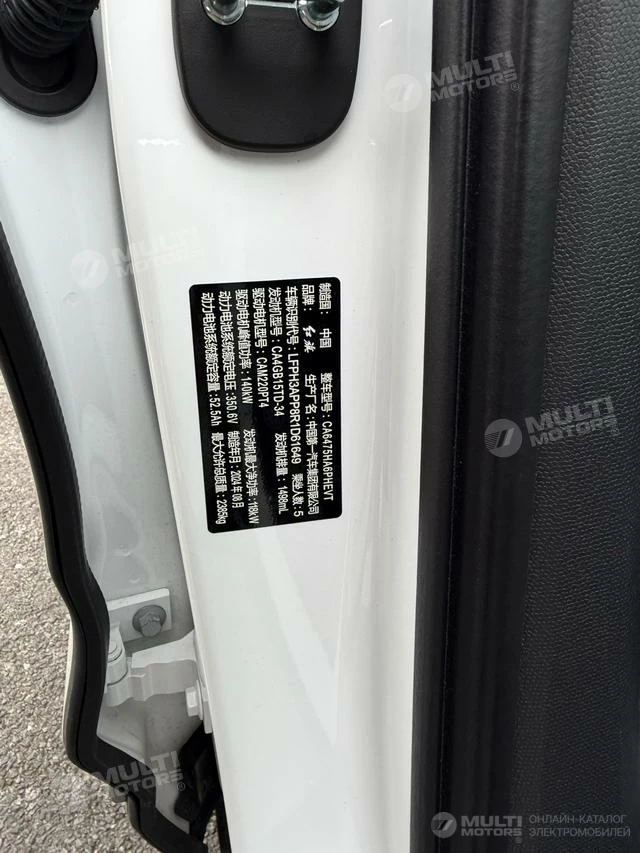 制造国： 中国 整车型号：CA6475HA6PHEVT
品牌： 红旗 生产厂名：中国第一汽车集团有限公司
车辆识别代号：LFPH3APP8R1D61649 乘坐人数：5
发动机型号：CA4GB15TD-34 发动机排量：1498mL
驱动电机型号：CAM220PT4 发动机最大净功率：118kW
驱动电机峰值功率：140kW 制造年月：2024年08月
动力电池系统额定电压：350.6V 最大允许总质量：2385kg
动力电池系统额定容量：52.5Ah
MULTI MOTORS®
MULTI MOTORS
MULTI MOTORS
MULTI MOTORS
MULTI MOTORS
ОНЛАЙН-КАТАЛОГ
ЭЛЕКТРОМОБИЛЕЙ